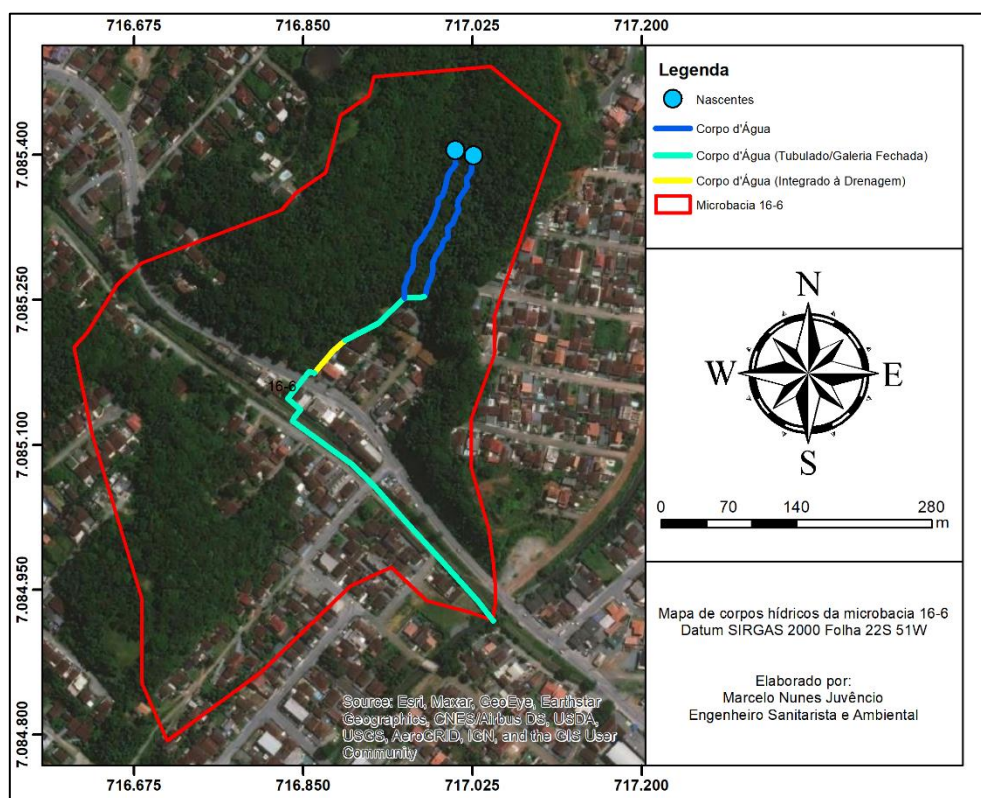 716.675 716.850 717.025 717.200
7.085.400
7.085.250
7.085.100
7.084.950
7.084.800
16-6
Source: Esri, Maxar, GeoEye, Earthstar
Geographics, CNES/Airbus DS, USDA,
USGS, AeroGRID, IGN, and the GIS User
Community
716.675 716.850 717.025 717.200
Legenda
Nascentes
Corpo d'Água
Corpo d'Água (Tubulado/Galeria Fechada)
Corpo d'Água (Integrado à Drenagem)
Microbacia 16-6
N
W E
S
0 70 140 280
m
Mapa de corpos hídricos da microbacia 16-6
Datum SIRGAS 2000 Folha 22S 51W
Elaborado por:
Marcelo Nunes Juvêncio
Engenheiro Sanitarista e Ambiental